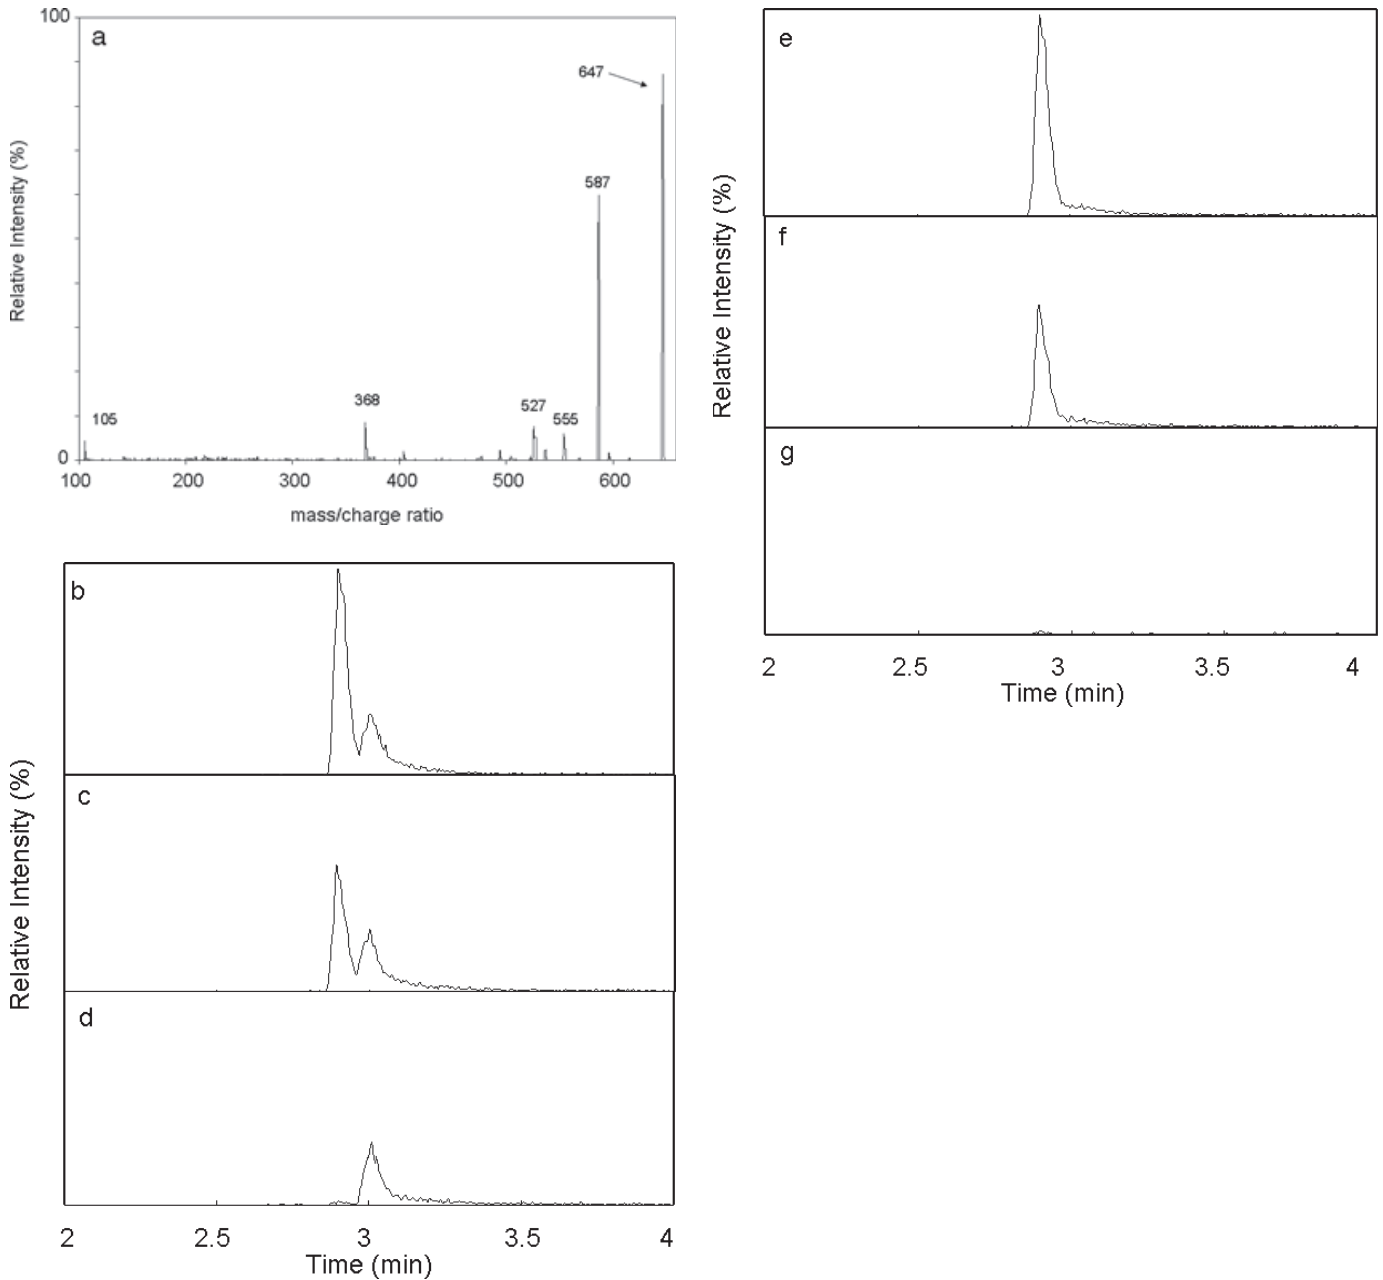 100
a
647
587
368
527
555
105
0
100 200 300 400 500 600
mass/charge ratio
Relative Intensity (%)
b
c
d
Relative Intensity (%)
2 2.5 3 3.5 4
Time (min)
e
f
g
Relative Intensity (%)
2 2.5 3 3.5 4
Time (min)